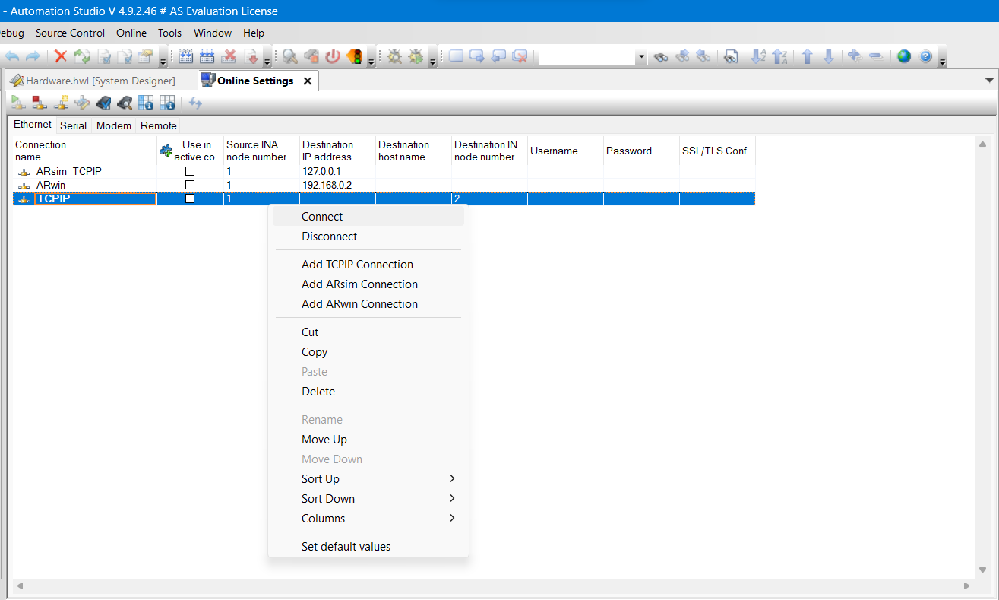 - Automation Studio V 4.9.2.46 # AS Evaluation License
ebug Source Control Online Tools Window Help
Hardware.hwl [System Designer] Online Settings
Ethernet Serial Modem Remote
Connection name Use in active co... Source INA node number Destination IP address Destination host name Destination IN... node number Username Password SSL/TLS Conf...
ARsim_TCPIP 1 127.0.0.1
ARwin 1 192.168.0.2
TCPIP 1 2
Connect
Disconnect
Add TCPIP Connection
Add ARsim Connection
Add ARwin Connection
Cut
Copy
Paste
Delete
Rename
Move Up
Move Down
Sort Up
Sort Down
Columns
Set default values